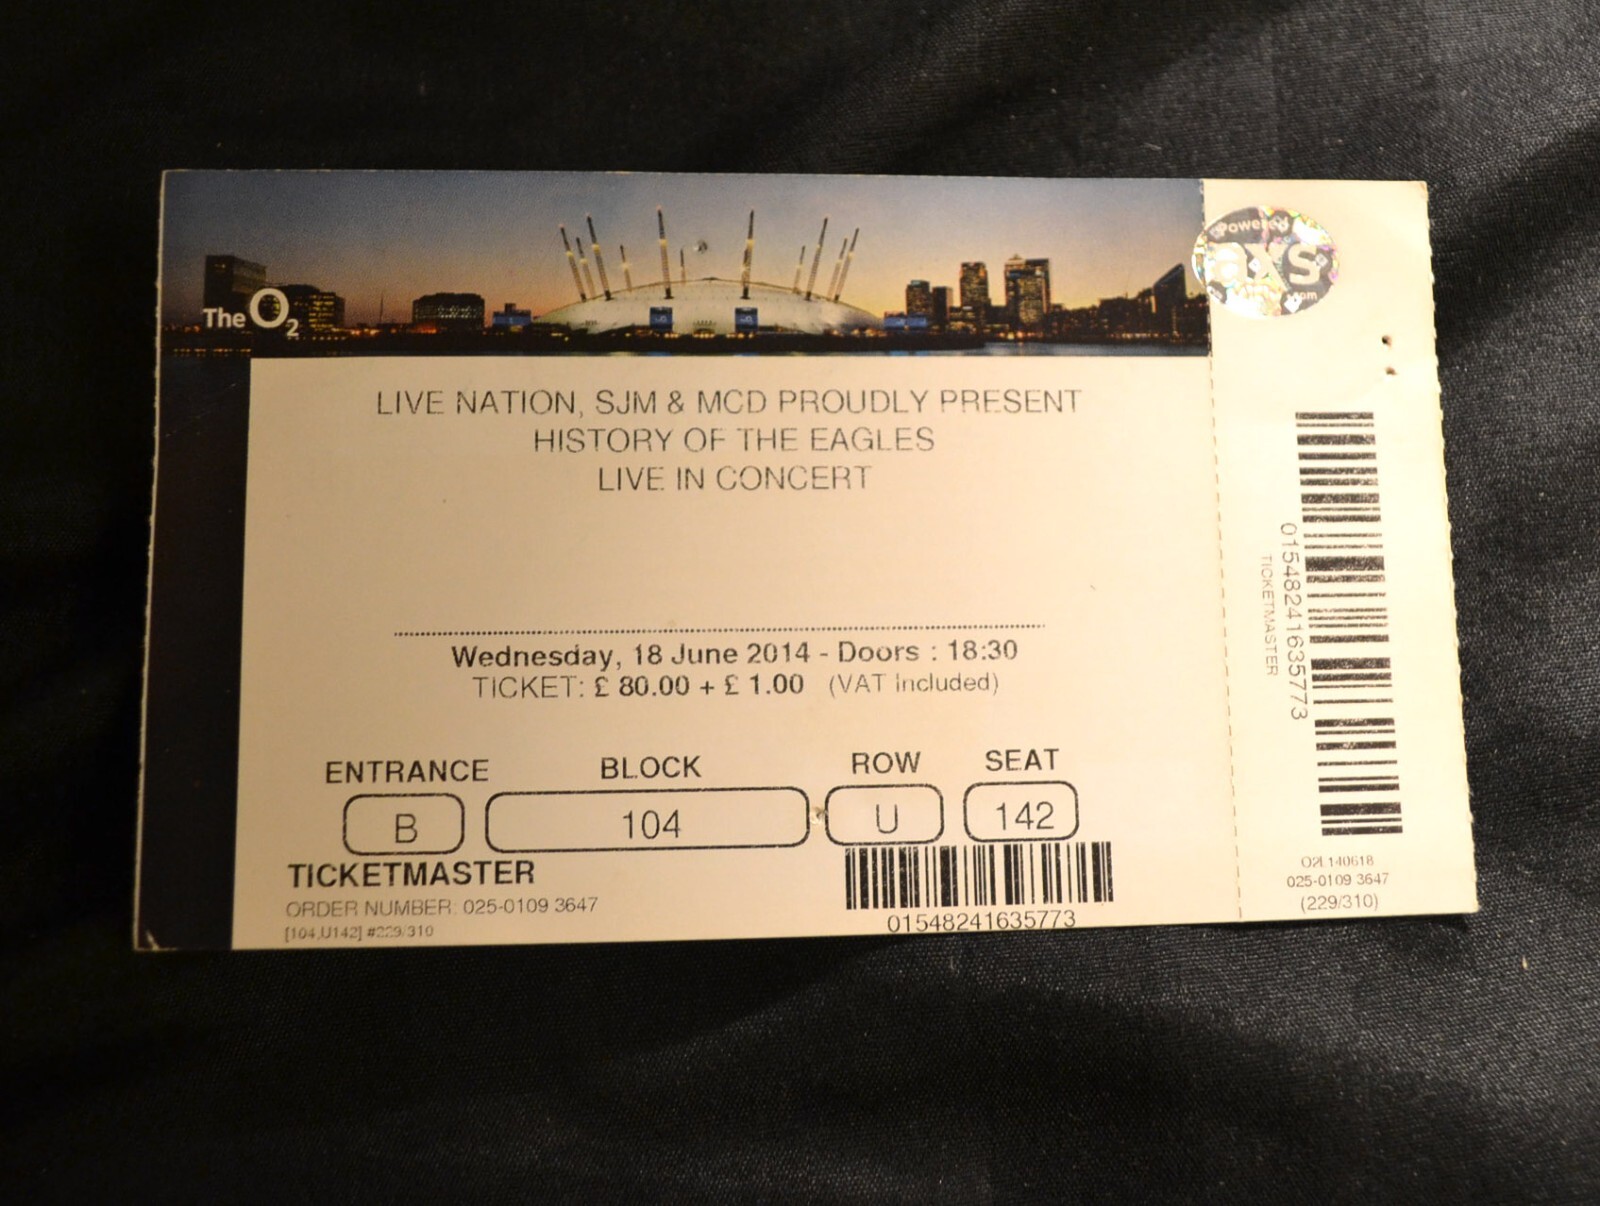 The O2
Powered
axs
LIVE NATION, SJM & MCD PROUDLY PRESENT
HISTORY OF THE EAGLES
LIVE IN CONCERT
Wednesday, 18 June 2014 - Doors : 18:30
TICKET: £ 80.00 + £ 1.00 (VAT Included)
ENTRANCE BLOCK ROW SEAT
B 104 U 142
TICKETMASTER
ORDER NUMBER: 025-0109 3647
[104,U142] #229/310
01548241635773
01548241635773
TICKETMASTER
O2L140618
025-0109 3647
(229/310)